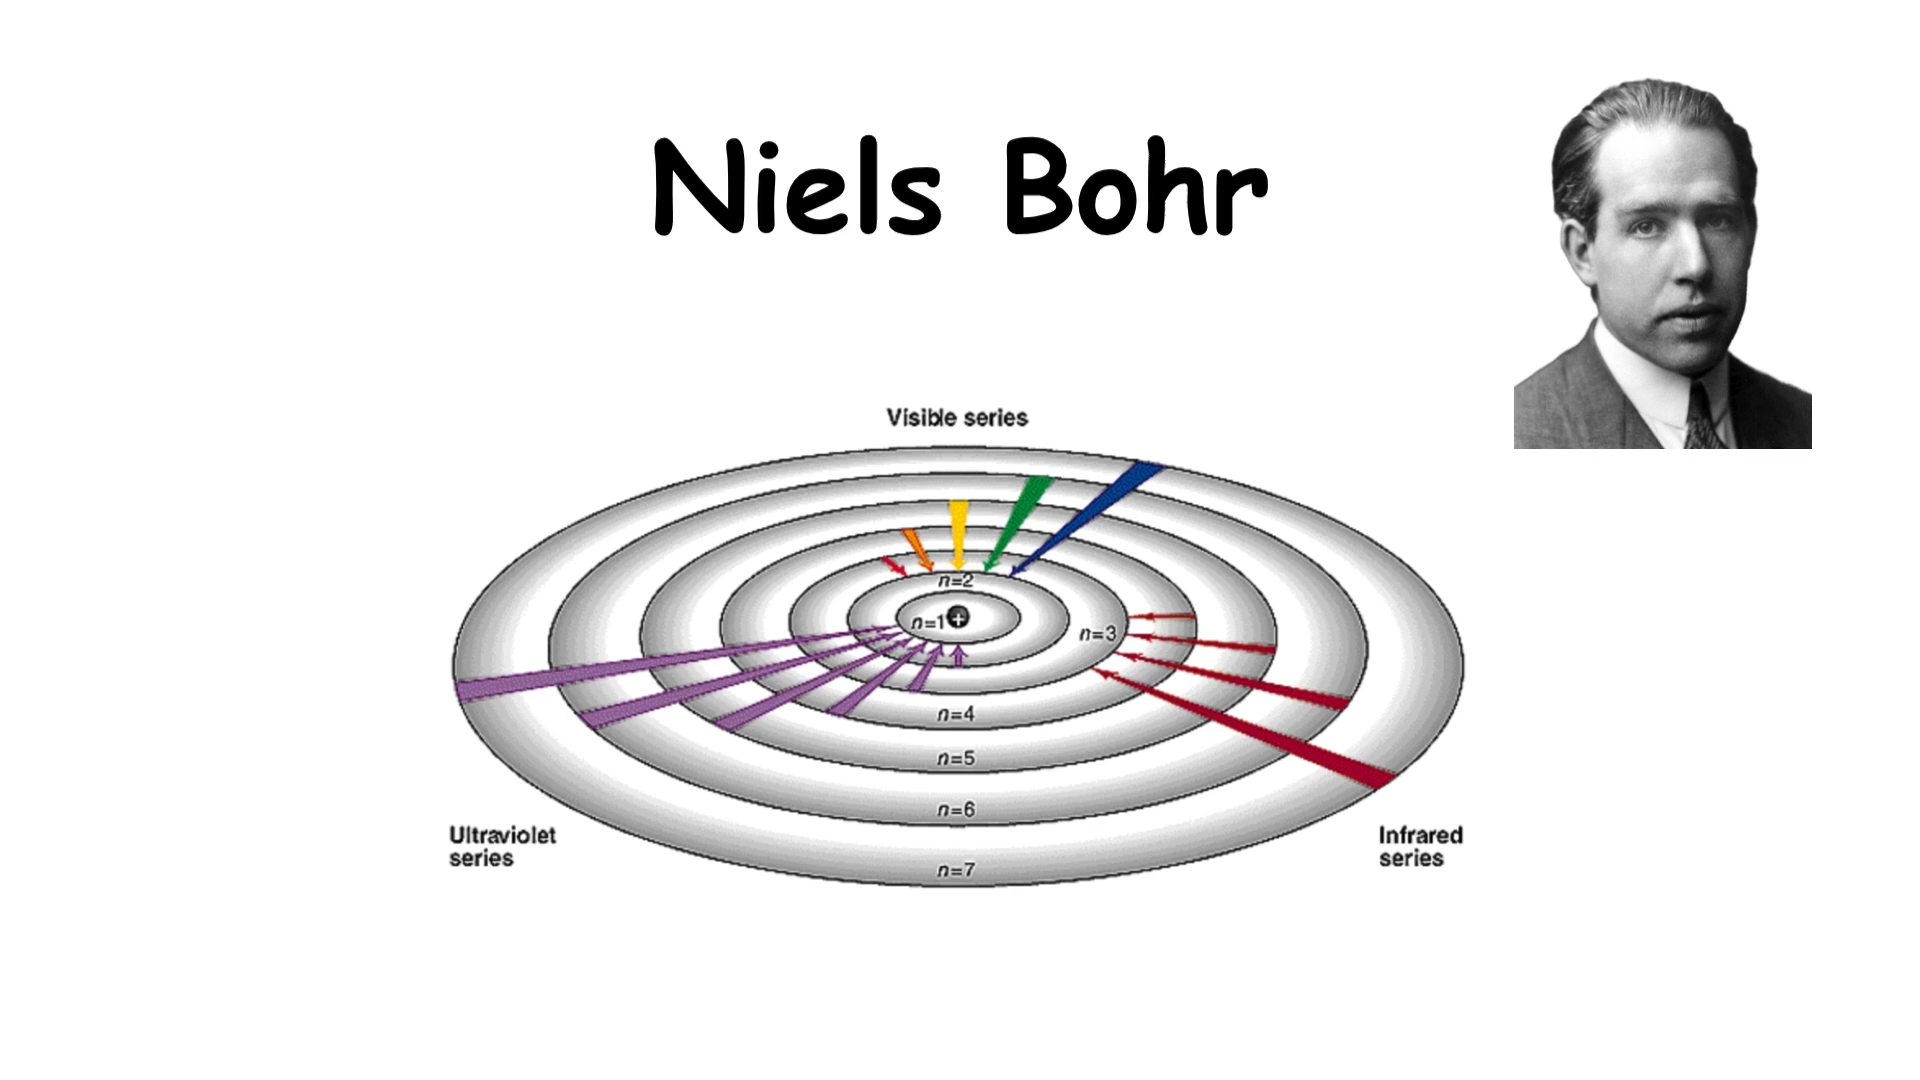 Niels Bohr
Visible series
n=2
n=1
+
n=3
n=4
n=5
n=6
n=7
Ultraviolet
series
Infrared
series